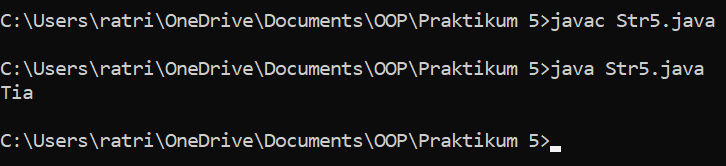 C:\Users\ratri\OneDrive\Documents\OOP\Praktikum 5>javac Str5.java
C:\Users\ratri\OneDrive\Documents\OOP\Praktikum 5>java Str5.java
Tia
C:\Users\ratri\OneDrive\Documents\OOP\Praktikum 5>